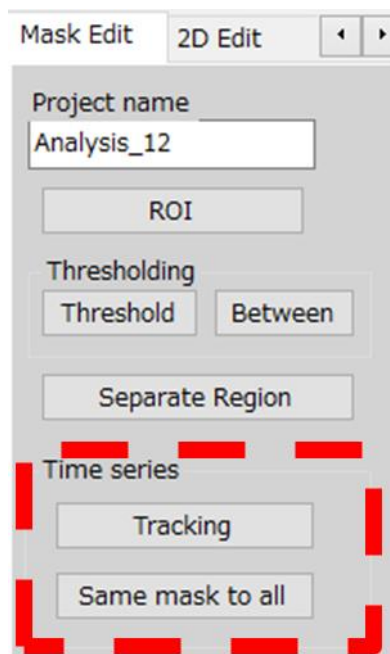 Mask Edit 2D Edit
Project name
Analysis_12
ROI
Thresholding
Threshold Between
Separate Region
Time series
Tracking
Same mask to all